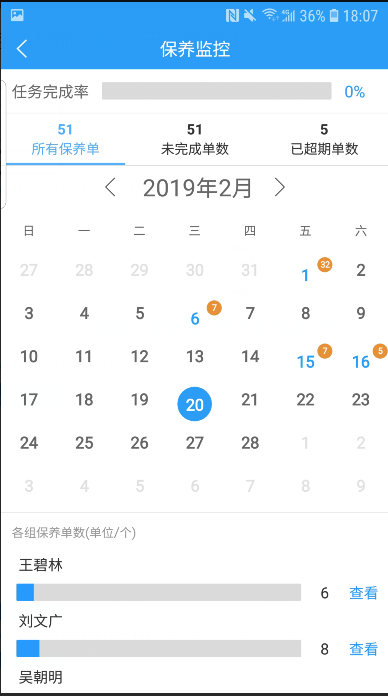 36% 18:07
保养监控
任务完成率 0%
51 51 5
所有保养单 未完成单数 已超期单数
2019年2月
日 一 二 三 四 五 六
27 28 29 30 31 1 32 2
3 4 5 6 7 7 8 9
10 11 12 13 14 15 7 16 5
17 18 19 20 21 22 23
24 25 26 27 28 1 2
3 4 5 6 7 8 9
各组保养单数(单位/个)
王碧林
6 查看
刘文广
8 查看
吴朝明